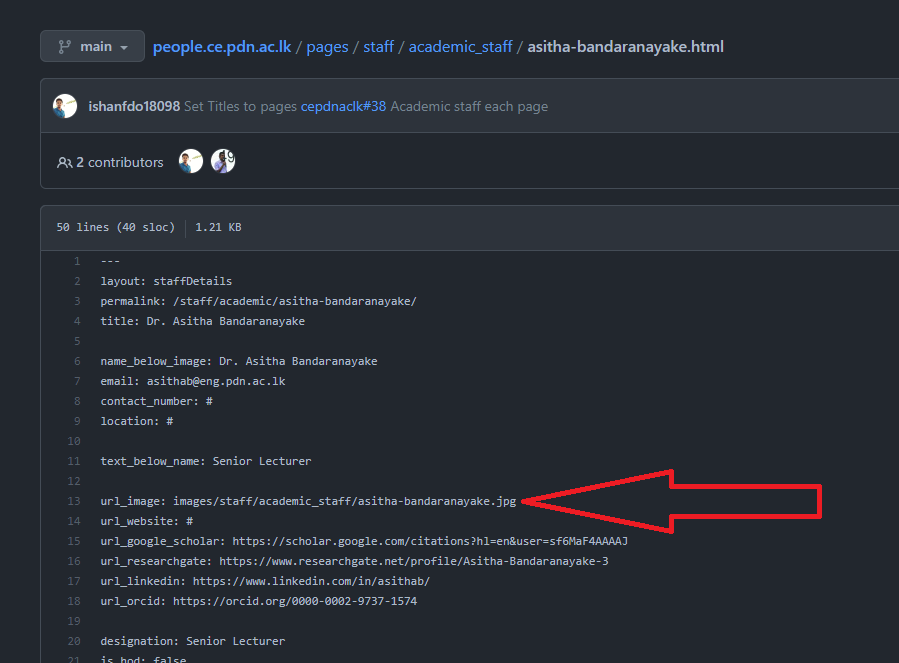 main people.ce.pdn.ac.lk / pages / staff / academic_staff / asitha-bandaranayake.html
ishanfdo18098 Set Titles to pages cepdnaclk#38 Academic staff each page
2 contributors
50 lines (40 sloc) 1.21 KB
1 ---
2 layout: staffDetails
3 permalink: /staff/academic/asitha-bandaranayake/
4 title: Dr. Asitha Bandaranayake
5
6 name_below_image: Dr. Asitha Bandaranayake
7 email: asithab@eng.pdn.ac.lk
8 contact_number: #
9 location: #
10
11 text_below_name: Senior Lecturer
12
13 url_image: images/staff/academic_staff/asitha-bandaranayake.jpg
14 url_website: #
15 url_google_scholar: https://scholar.google.com/citations?hl=en&user=sf6MaF4AAAAJ
16 url_researchgate: https://www.researchgate.net/profile/Asitha-Bandaranayake-3
17 url_linkedin: https://www.linkedin.com/in/asithab/
18 url_orcid: https://orcid.org/0000-0002-9737-1574
19
20 designation: Senior Lecturer
21 is_hod: false